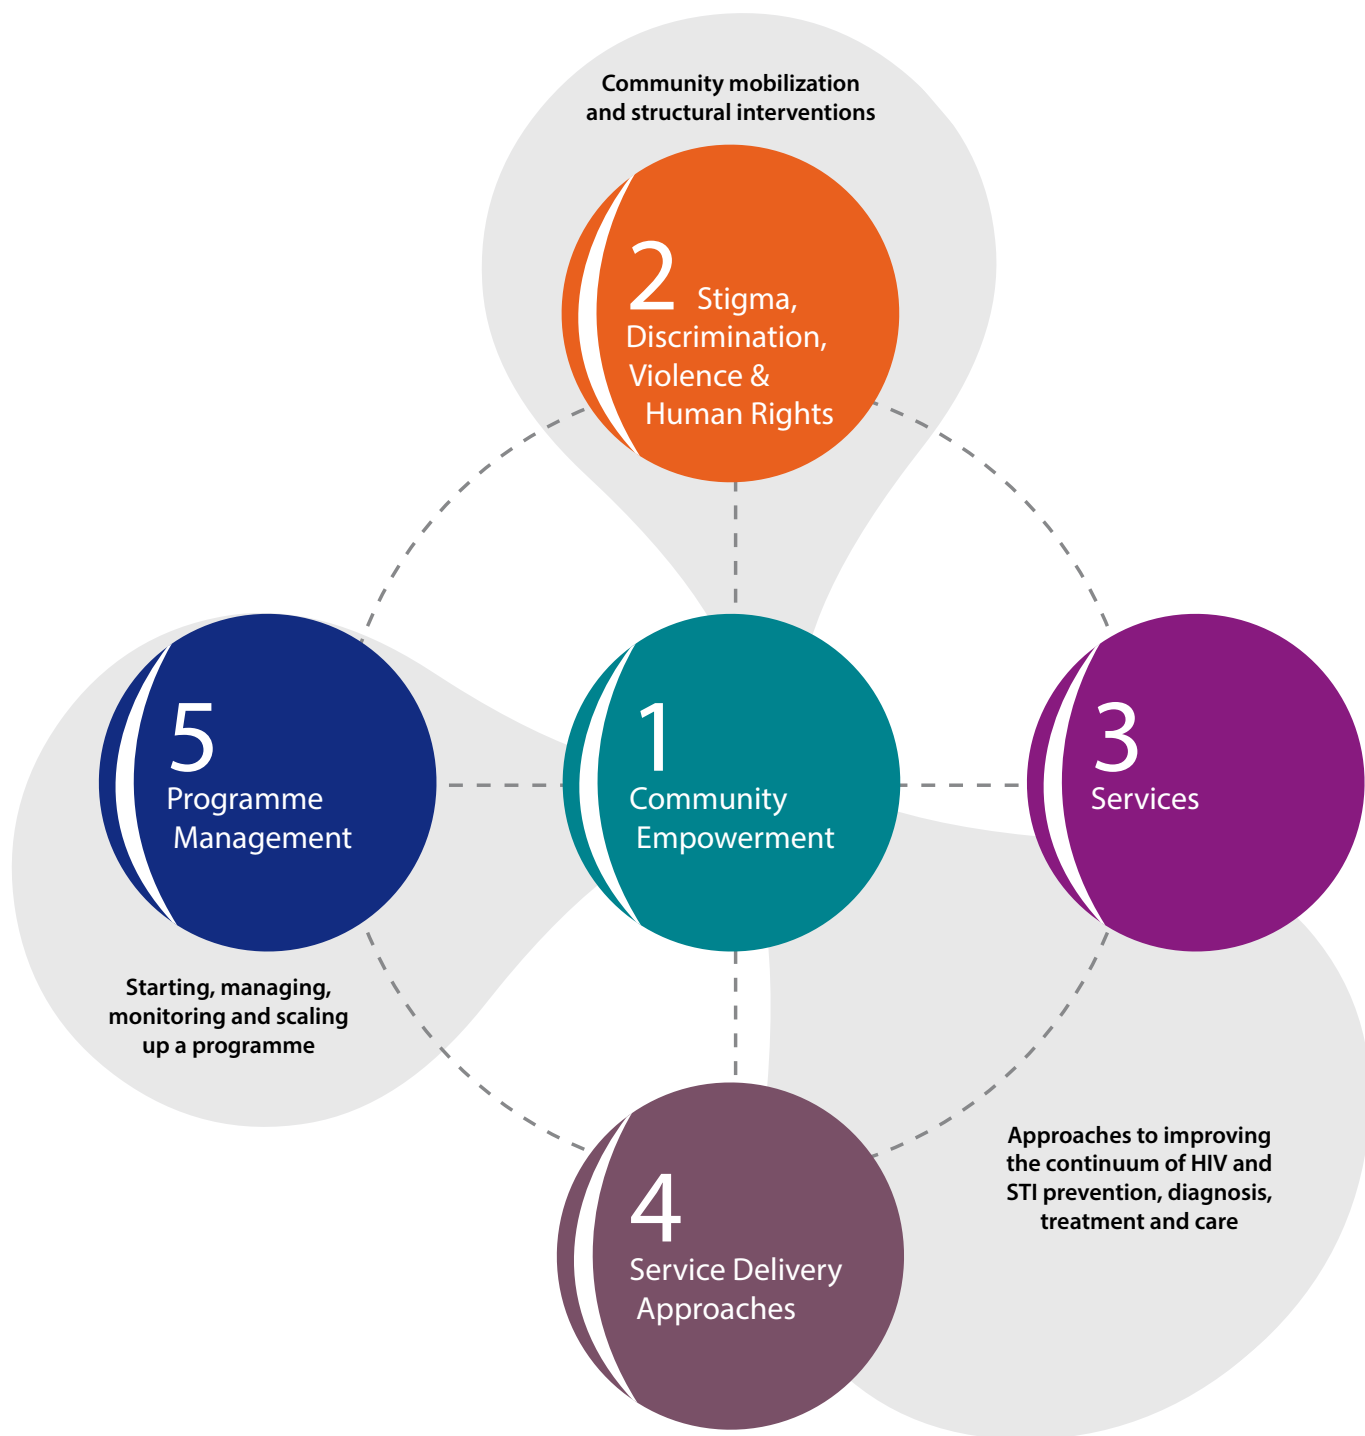 Community mobilization
and structural interventions
2 Stigma,
Discrimination,
Violence &
Human Rights
5
Programme
Management
1
Community
Empowerment
3
Services
Starting, managing,
monitoring and scaling
up a programme
4
Service Delivery
Approaches
Approaches to improving
the continuum of HIV and
STI prevention, diagnosis,
treatment and care